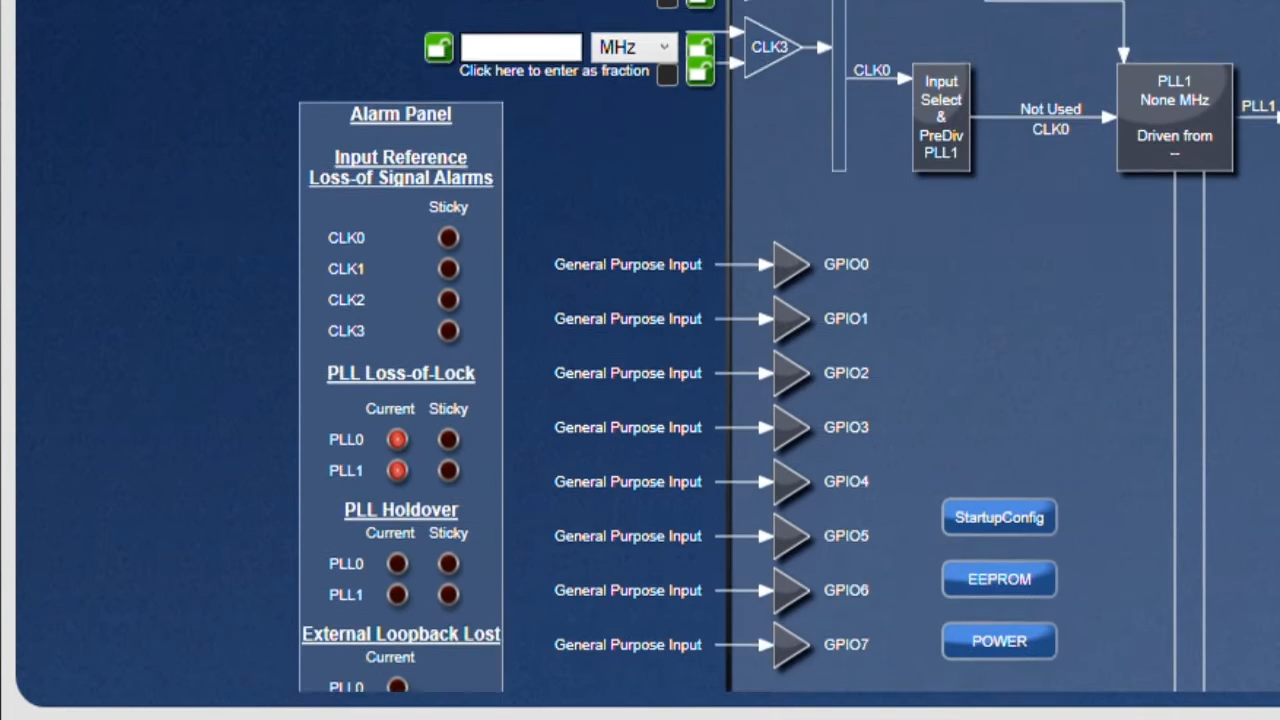 MHz
Click here to enter as fraction
CLK3
CLK0
Input
Select
&
PreDiv
PLL1
Not Used
CLK0
PLL1
None MHz
Driven from
--
PLL1
Alarm Panel
Input Reference
Loss-of Signal Alarms
Sticky
CLK0
CLK1
CLK2
CLK3
PLL Loss-of-Lock
Current Sticky
PLL0
PLL1
PLL Holdover
Current Sticky
PLL0
PLL1
External Loopback Lost
Current
PLL0
General Purpose Input GPIO0
General Purpose Input GPIO1
General Purpose Input GPIO2
General Purpose Input GPIO3
General Purpose Input GPIO4
General Purpose Input GPIO5
General Purpose Input GPIO6
General Purpose Input GPIO7
StartupConfig
EEPROM
POWER